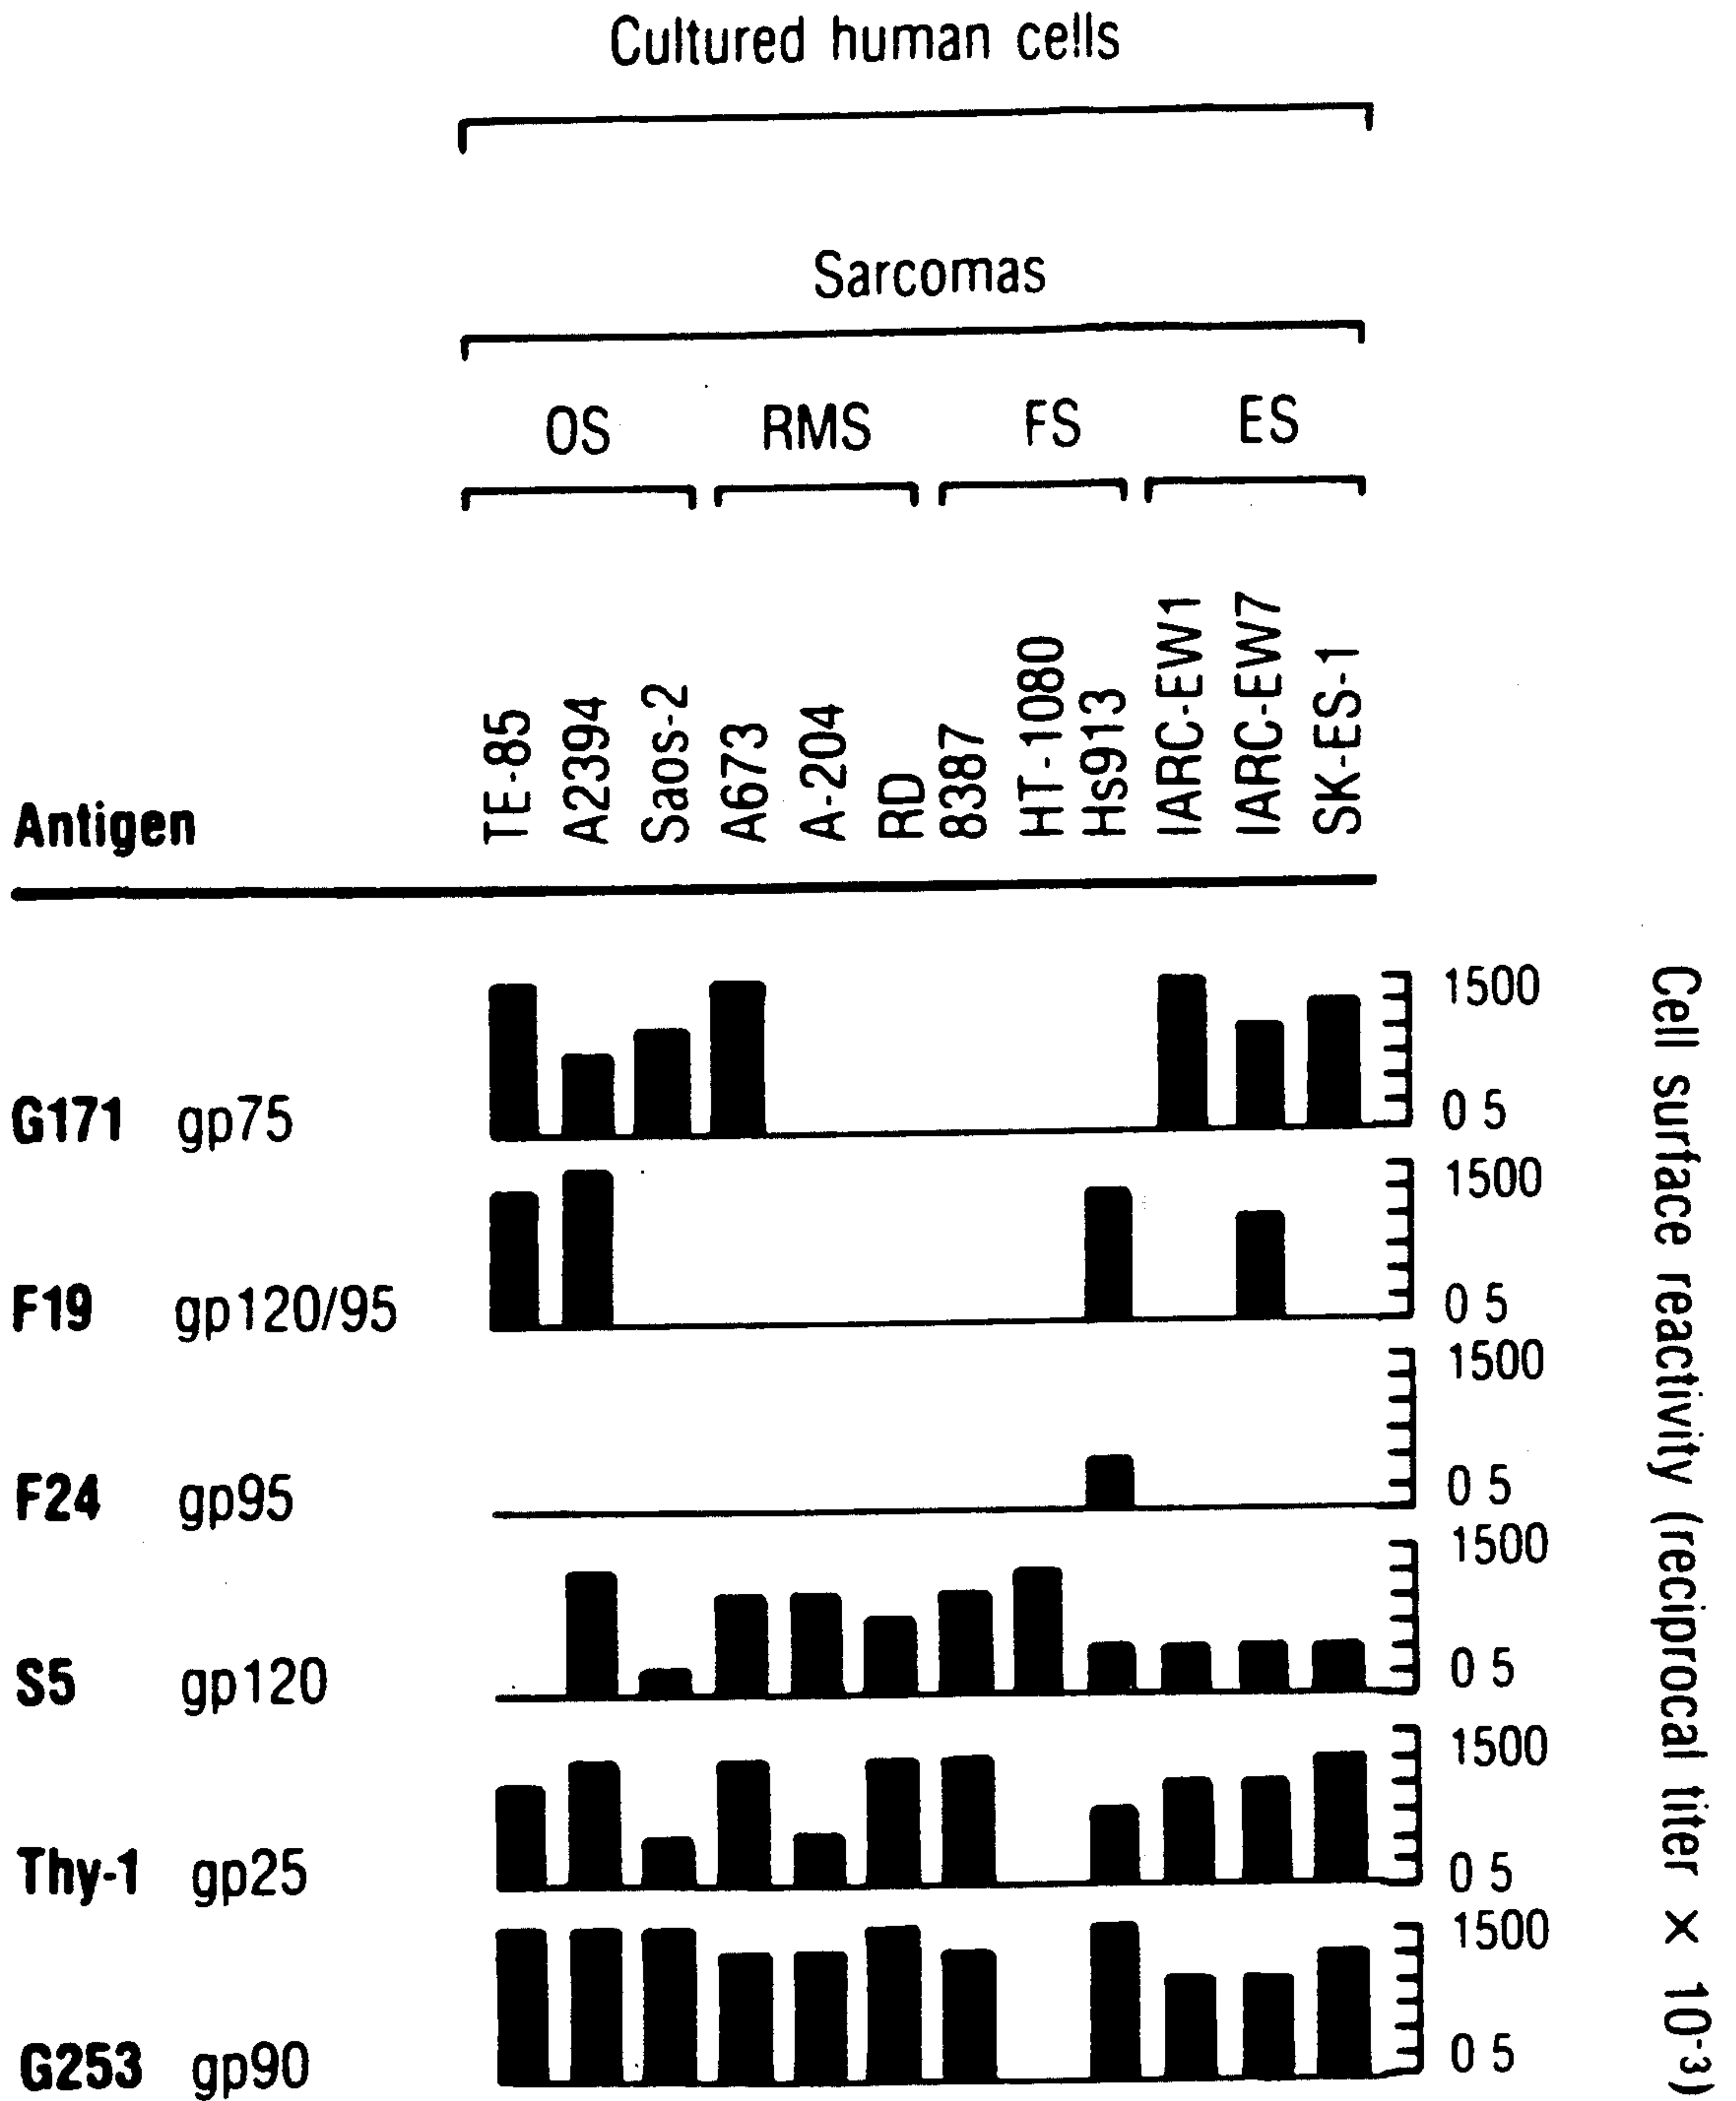 Cultured human cells
Sarcomas
OS RMS FS ES
Antigen TE-85 A2394 Saos-2 A673 A-204 RD 8387 HT-1080 Hs913 IARC-EW1 IARC-EW7 SK-ES-1
1500
G171 gp75 0 5
1500
F19 gp120/95 0 5
1500
F24 gp95 0 5
1500
S5 gp120 0 5
1500
Thy-1 gp25 0 5
1500
G253 gp90 0 5
Cell surface reactivity (reciprocal titer × 10⁻³)